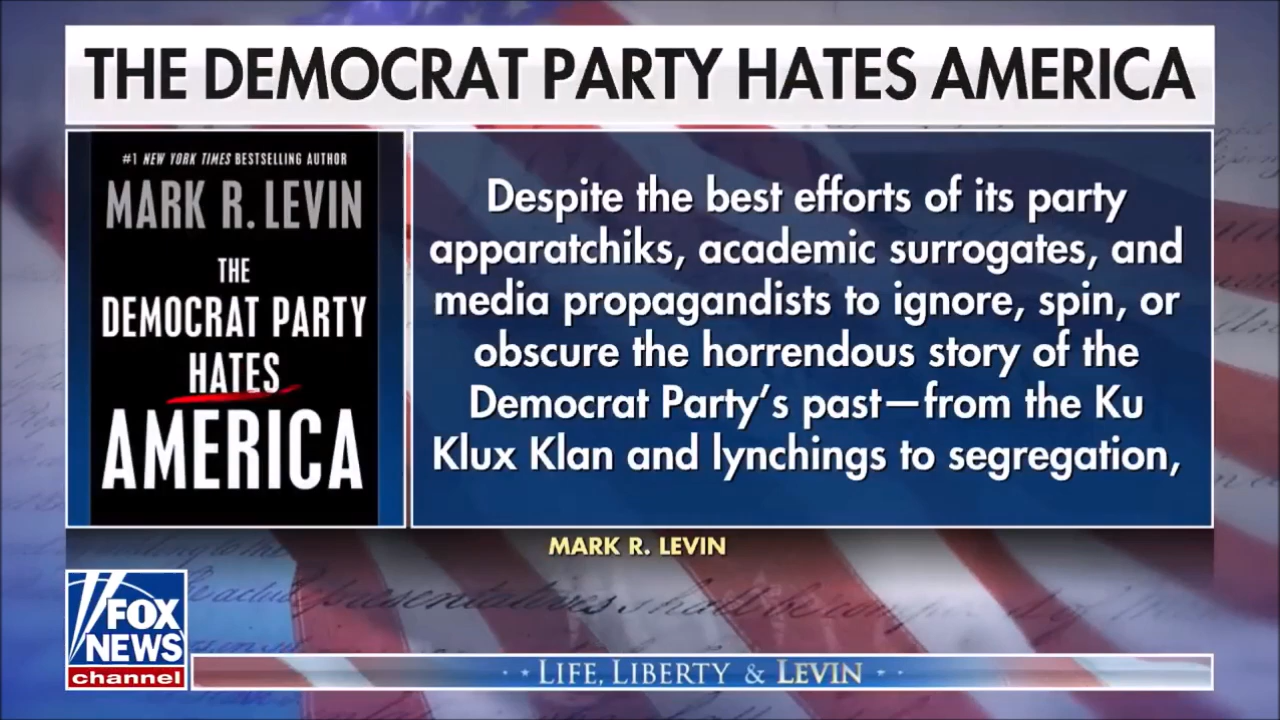 THE DEMOCRAT PARTY HATES AMERICA
#1 NEW YORK TIMES BESTSELLING AUTHOR
MARK R. LEVIN
THE
DEMOCRAT PARTY
HATES
AMERICA
Despite the best efforts of its party
apparatchiks, academic surrogates, and
media propagandists to ignore, spin, or
obscure the horrendous story of the
Democrat Party’s past—from the Ku
Klux Klan and lynchings to segregation,
MARK R. LEVIN
FOX
NEWS
channel
LIFE, LIBERTY & LEVIN